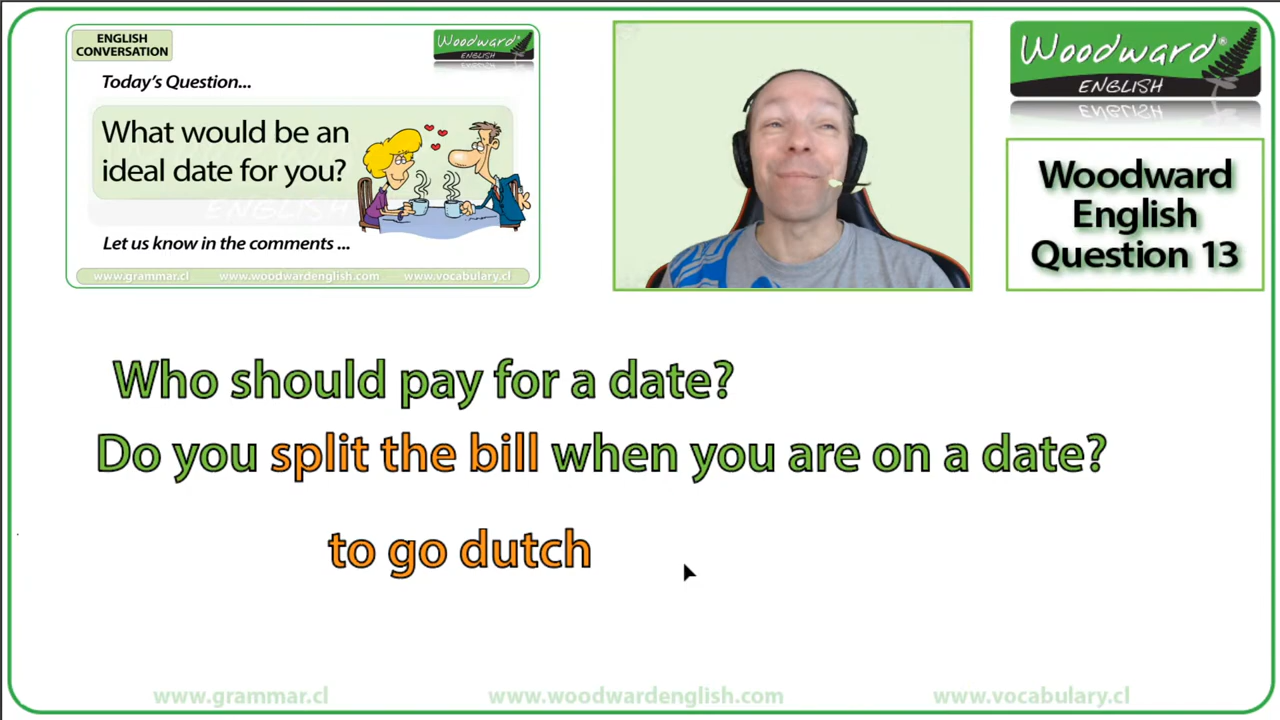 ENGLISH
CONVERSATION
Woodward®
ENGLISH
Today's Question...
What would be an
ideal date for you?
Let us know in the comments ...
www.grammar.cl www.woodwardenglish.com www.vocabulary.cl
Woodward®
ENGLISH
Woodward
English
Question 13
Who should pay for a date?
Do you split the bill when you are on a date?
to go dutch
www.grammar.cl www.woodwardenglish.com www.vocabulary.cl